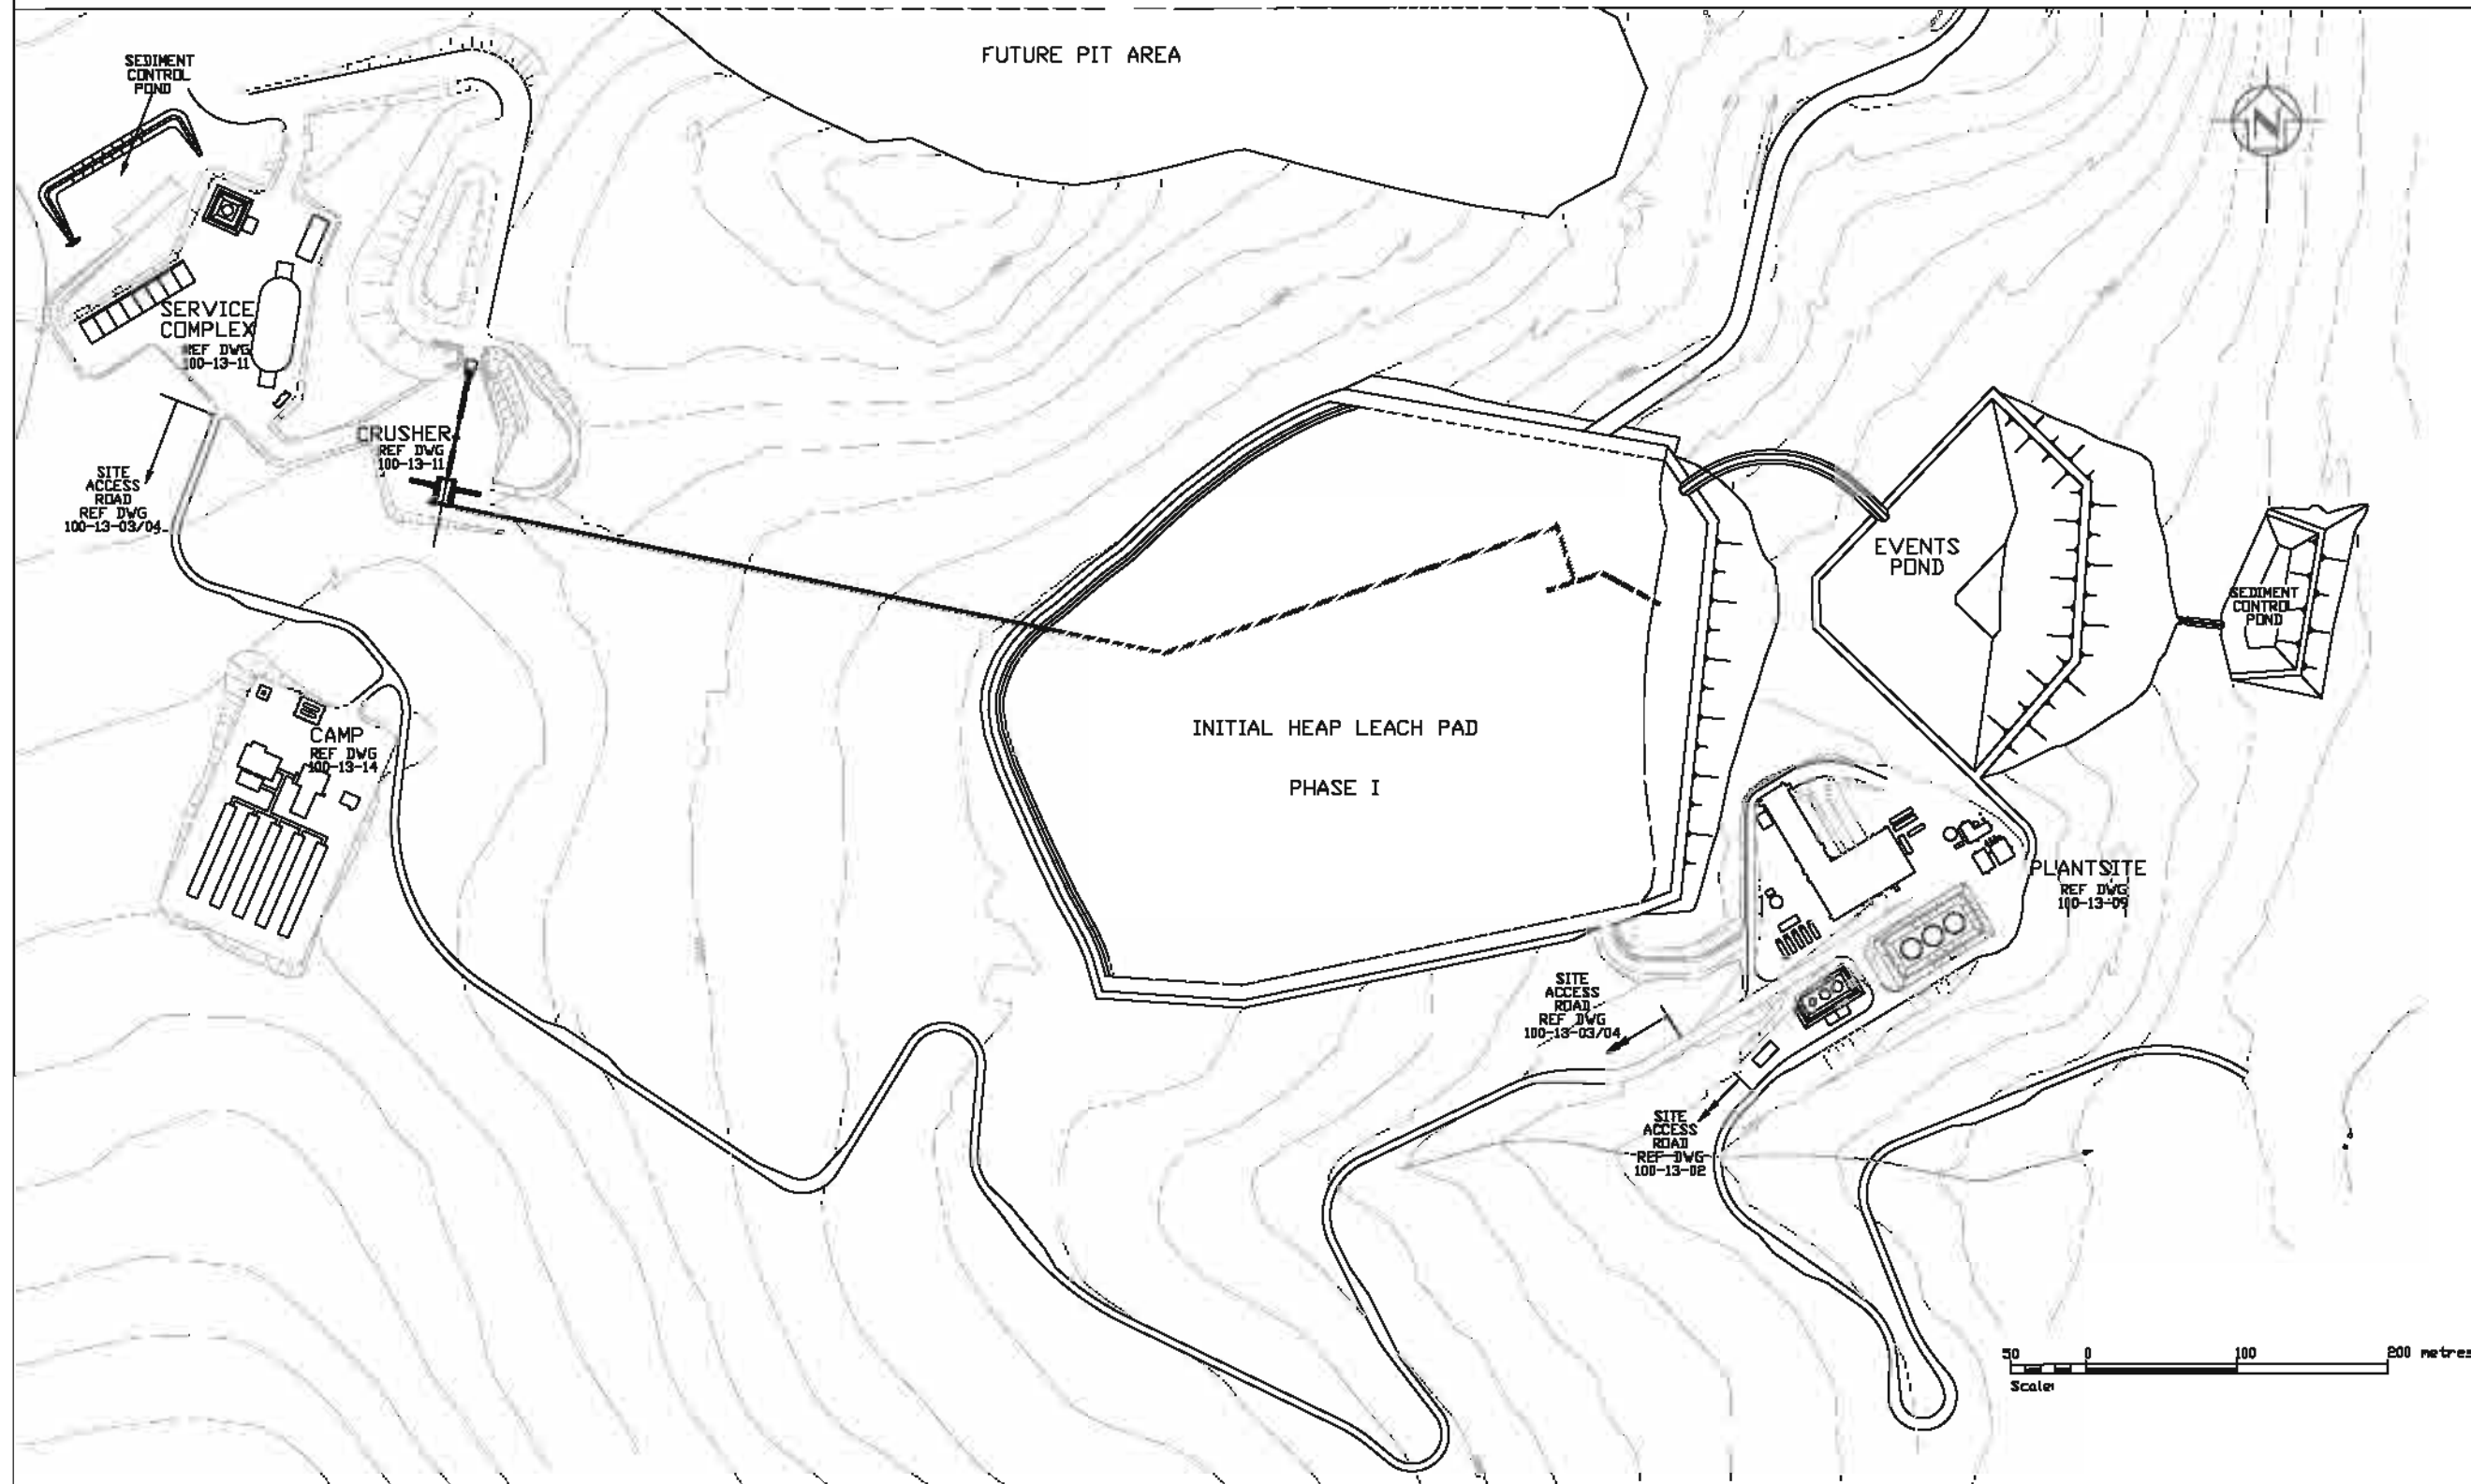 FUTURE PIT AREA
SEDIMENT
CONTROL
POND
N
SERVICE
COMPLEX
REF DWG
100-13-11
CRUSHER
REF DWG
100-13-11
SITE
ACCESS
ROAD
REF DWG
100-13-03/04
EVENTS
POND
SEDIMENT
CONTROL
POND
CAMP
REF DWG
100-13-14
INITIAL HEAP LEACH PAD
PHASE I
PLANTSITE
REF DWG
100-13-09
SITE
ACCESS
ROAD
REF DWG
100-13-03/04
SITE
ACCESS
ROAD
REF DWG
100-13-02
50 0 100 200 metres
Scale: